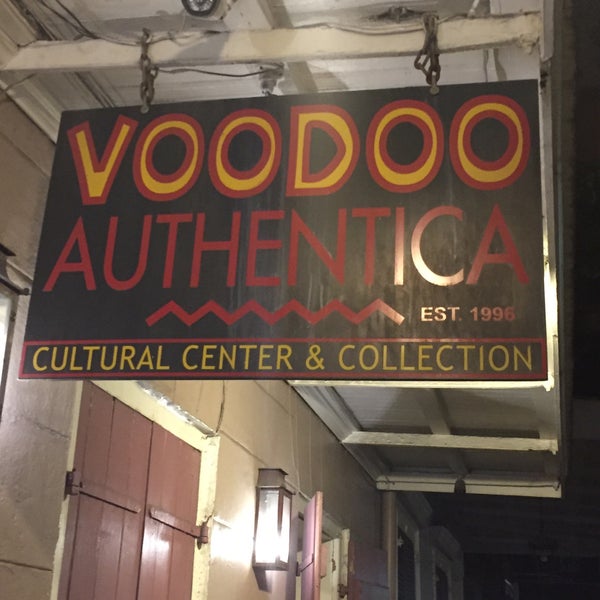 VOODOO
AUTHENTICA
EST. 1996
CULTURAL CENTER & COLLECTION